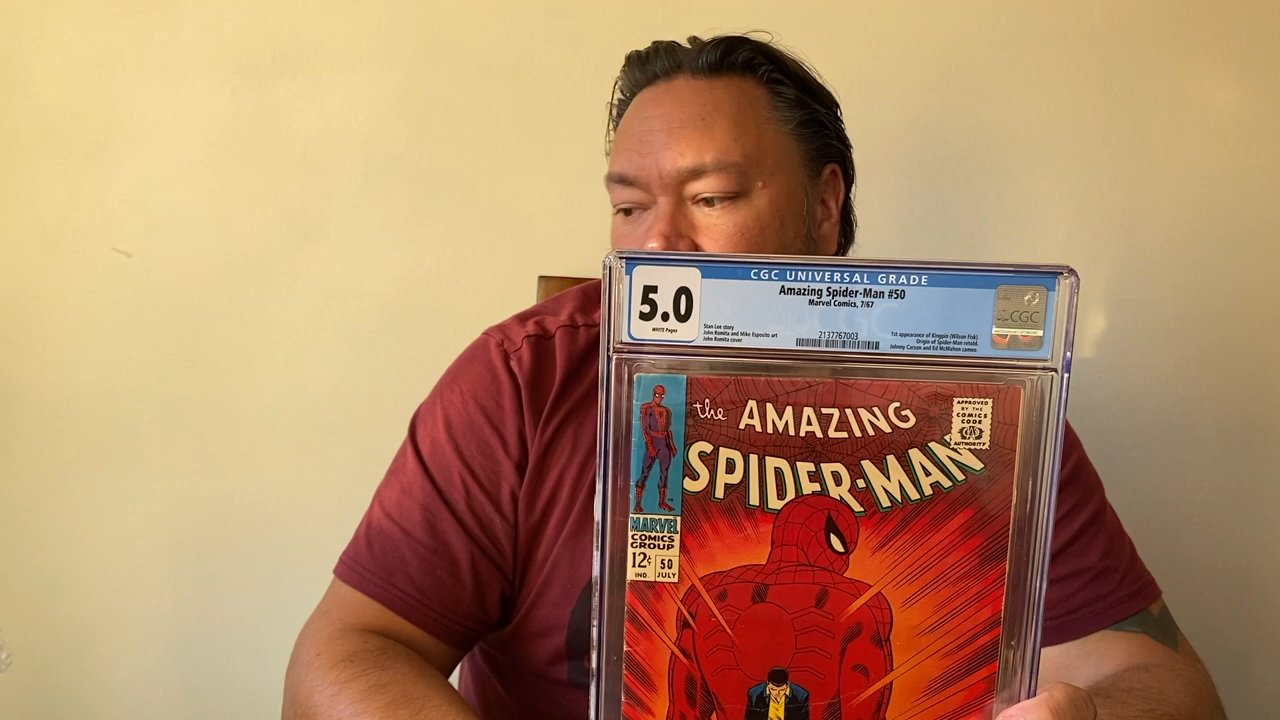 CGC UNIVERSAL GRADE
5.0
WHITE Pages
Amazing Spider-Man #50
Marvel Comics, 7/67
Stan Lee story
John Romita and Mike Esposito art
John Romita cover
2137767003
1st appearance of Kingpin (Wilson Fisk).
Origin of Spider-Man retold.
Johnny Carson and Ed McMahon cameo.
CGC
the AMAZING
SPIDER-MAN
APPROVED
BY THE
COMICS
CODE
AUTHORITY
MARVEL
COMICS
GROUP
12¢
IND.
50
JULY